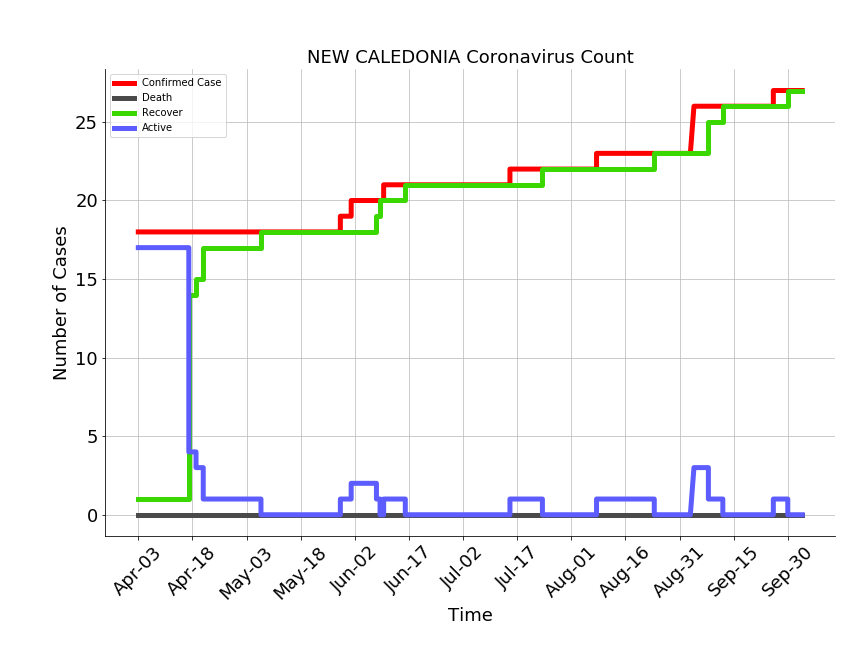 NEW CALEDONIA Coronavirus Count
Confirmed Case
Death
Recover
Active
Number of Cases
25
20
15
10
5
0
Apr-03
Apr-18
May-03
May-18
Jun-02
Jun-17
Jul-02
Jul-17
Aug-01
Aug-16
Aug-31
Sep-15
Sep-30
Time